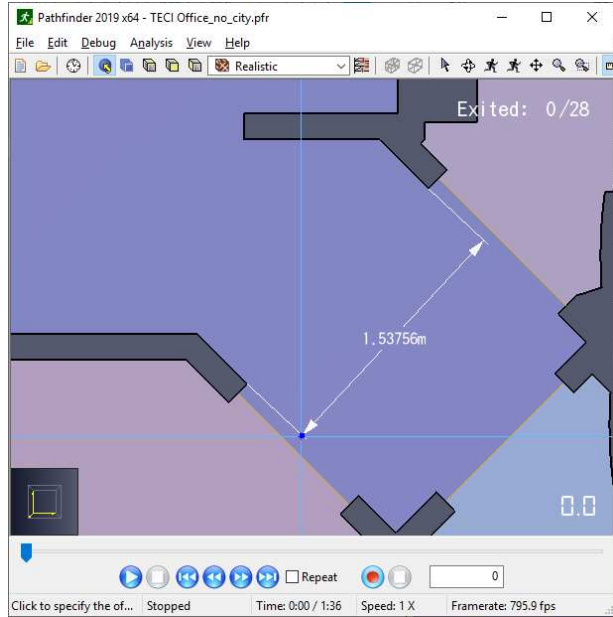 Pathfinder 2019 x64 - TECI Office_no_city.pfr
File Edit Debug Analysis View Help
Realistic
Exited: 0/28
1.53756m
0.0
Repeat
0
Click to specify the of... Stopped Time: 0:00 / 1:36 Speed: 1 X Framerate: 795.9 fps